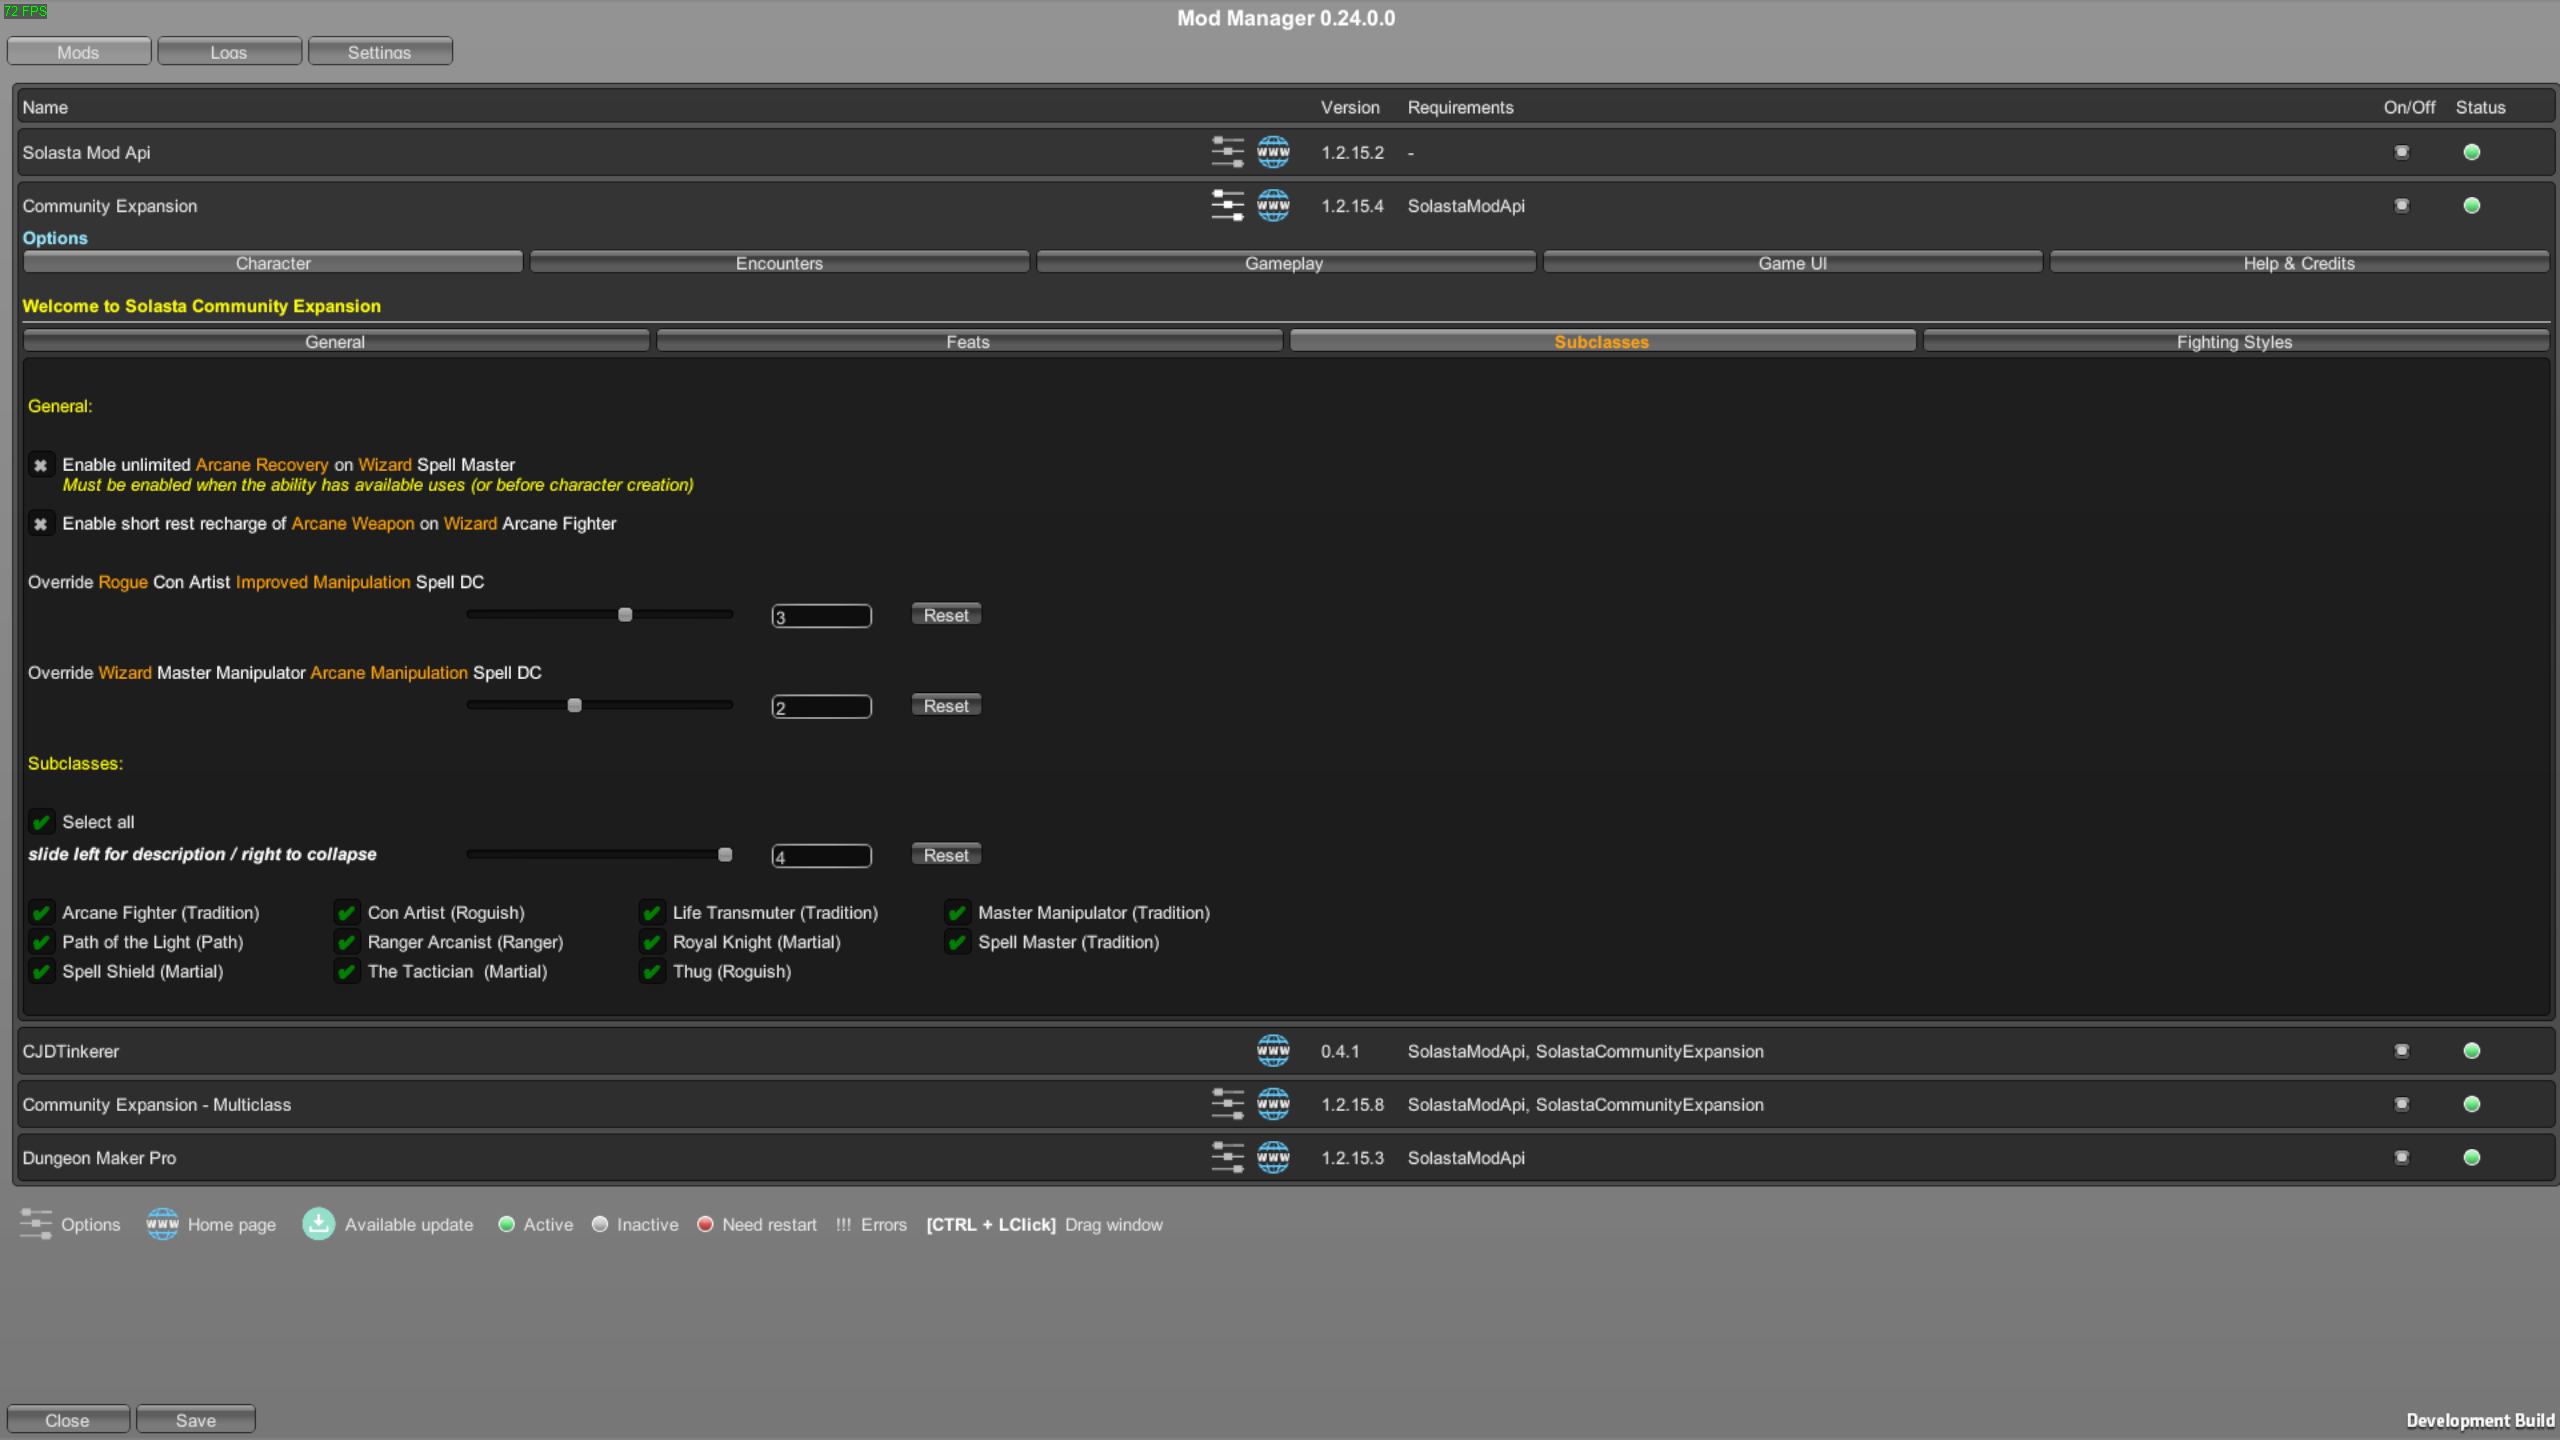 72 FPS
Mod Manager 0.24.0.0
Mods Logs Settings
Name Version Requirements On/Off Status
Solasta Mod Api WWW 1.2.15.2 -
Community Expansion WWW 1.2.15.4 SolastaModApi
Options
Character Encounters Gameplay Game UI Help & Credits
Welcome to Solasta Community Expansion
General Feats Subclasses Fighting Styles
General:
Enable unlimited Arcane Recovery on Wizard Spell Master
Must be enabled when the ability has available uses (or before character creation)
Enable short rest recharge of Arcane Weapon on Wizard Arcane Fighter
Override Rogue Con Artist Improved Manipulation Spell DC
3 Reset
Override Wizard Master Manipulator Arcane Manipulation Spell DC
2 Reset
Subclasses:
Select all
slide left for description / right to collapse 4 Reset
Arcane Fighter (Tradition) Con Artist (Roguish) Life Transmuter (Tradition) Master Manipulator (Tradition)
Path of the Light (Path) Ranger Arcanist (Ranger) Royal Knight (Martial) Spell Master (Tradition)
Spell Shield (Martial) The Tactician  (Martial) Thug (Roguish)
CJDTinkerer WWW 0.4.1 SolastaModApi, SolastaCommunityExpansion
Community Expansion - Multiclass WWW 1.2.15.8 SolastaModApi, SolastaCommunityExpansion
Dungeon Maker Pro WWW 1.2.15.3 SolastaModApi
Options WWW Home page Available update Active Inactive Need restart !!! Errors [CTRL + LClick] Drag window
Close Save
Development Build